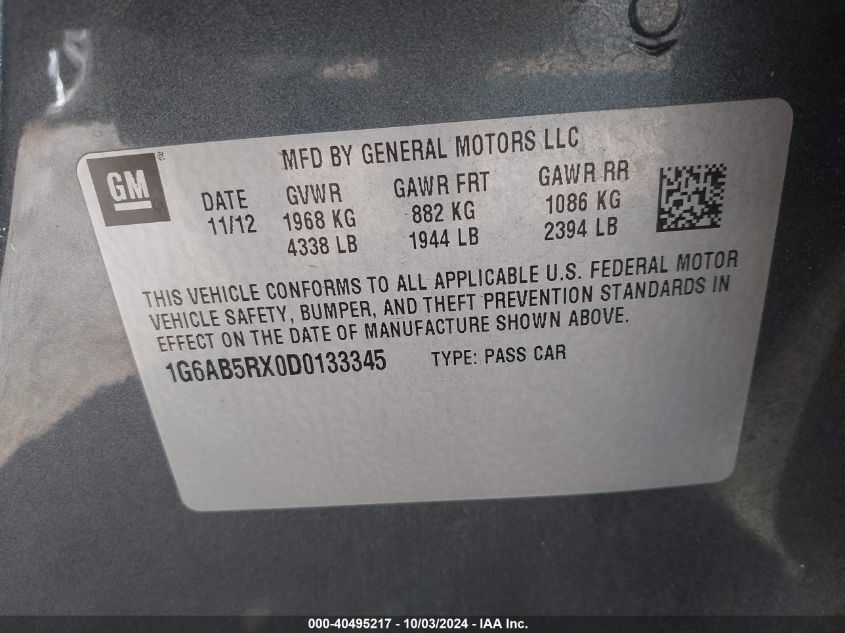 MFD BY GENERAL MOTORS LLC
GM®
DATE GVWR GAWR FRT GAWR RR
11/12 1968 KG 882 KG 1086 KG
4338 LB 1944 LB 2394 LB
THIS VEHICLE CONFORMS TO ALL APPLICABLE U.S. FEDERAL MOTOR
VEHICLE SAFETY, BUMPER, AND THEFT PREVENTION STANDARDS IN
EFFECT ON THE DATE OF MANUFACTURE SHOWN ABOVE.
1G6AB5RX0D0133345 TYPE: PASS CAR
000-40495217 - 10/03/2024 - IAA Inc.